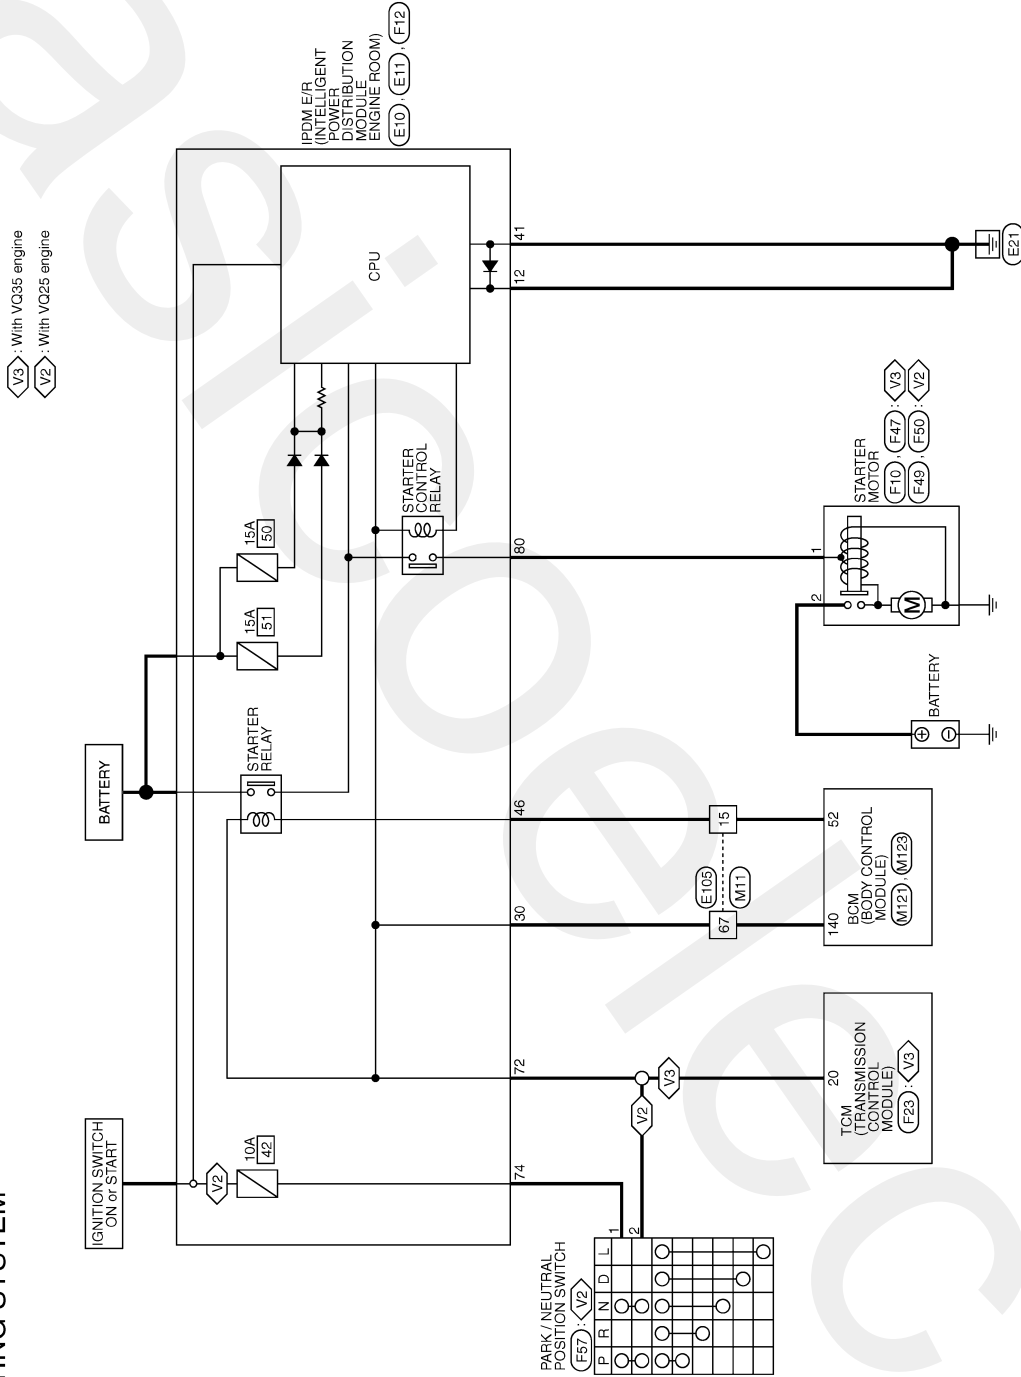 STARTING SYSTEM
V3 : With VQ35 engine
V2 : With VQ25 engine
IGNITION SWITCH
ON or START
BATTERY
IPDM E/R
(INTELLIGENT
POWER
DISTRIBUTION
MODULE
ENGINE ROOM)
E10 , E11 , F12
V2
10A
42
STARTER
RELAY
15A
51
15A
50
STARTER
CONTROL
RELAY
CPU
74
72
30
46
80
12
41
PARK / NEUTRAL
POSITION SWITCH
F57 : V2
P R N D L
1
2
V2
V3
20
TCM
(TRANSMISSION
CONTROL
MODULE)
F23 : V3
67
E105
M11
15
140
52
BCM
(BODY CONTROL
MODULE)
M121 , M123
BATTERY
2
1
M
STARTER
MOTOR
F10 , F47 : V3
F49 , F50 : V2
E21
asicoelec